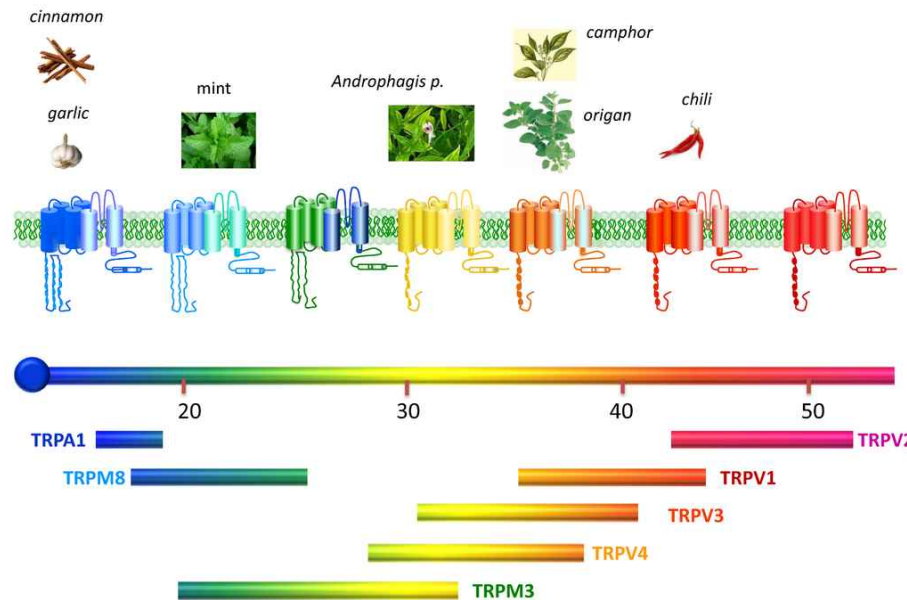 cinnamon
camphor
mint
Androphagis p.
garlic
origan
chili
20
30
40
50
TRPA1
TRPV2
TRPM8
TRPV1
TRPV3
TRPV4
TRPM3